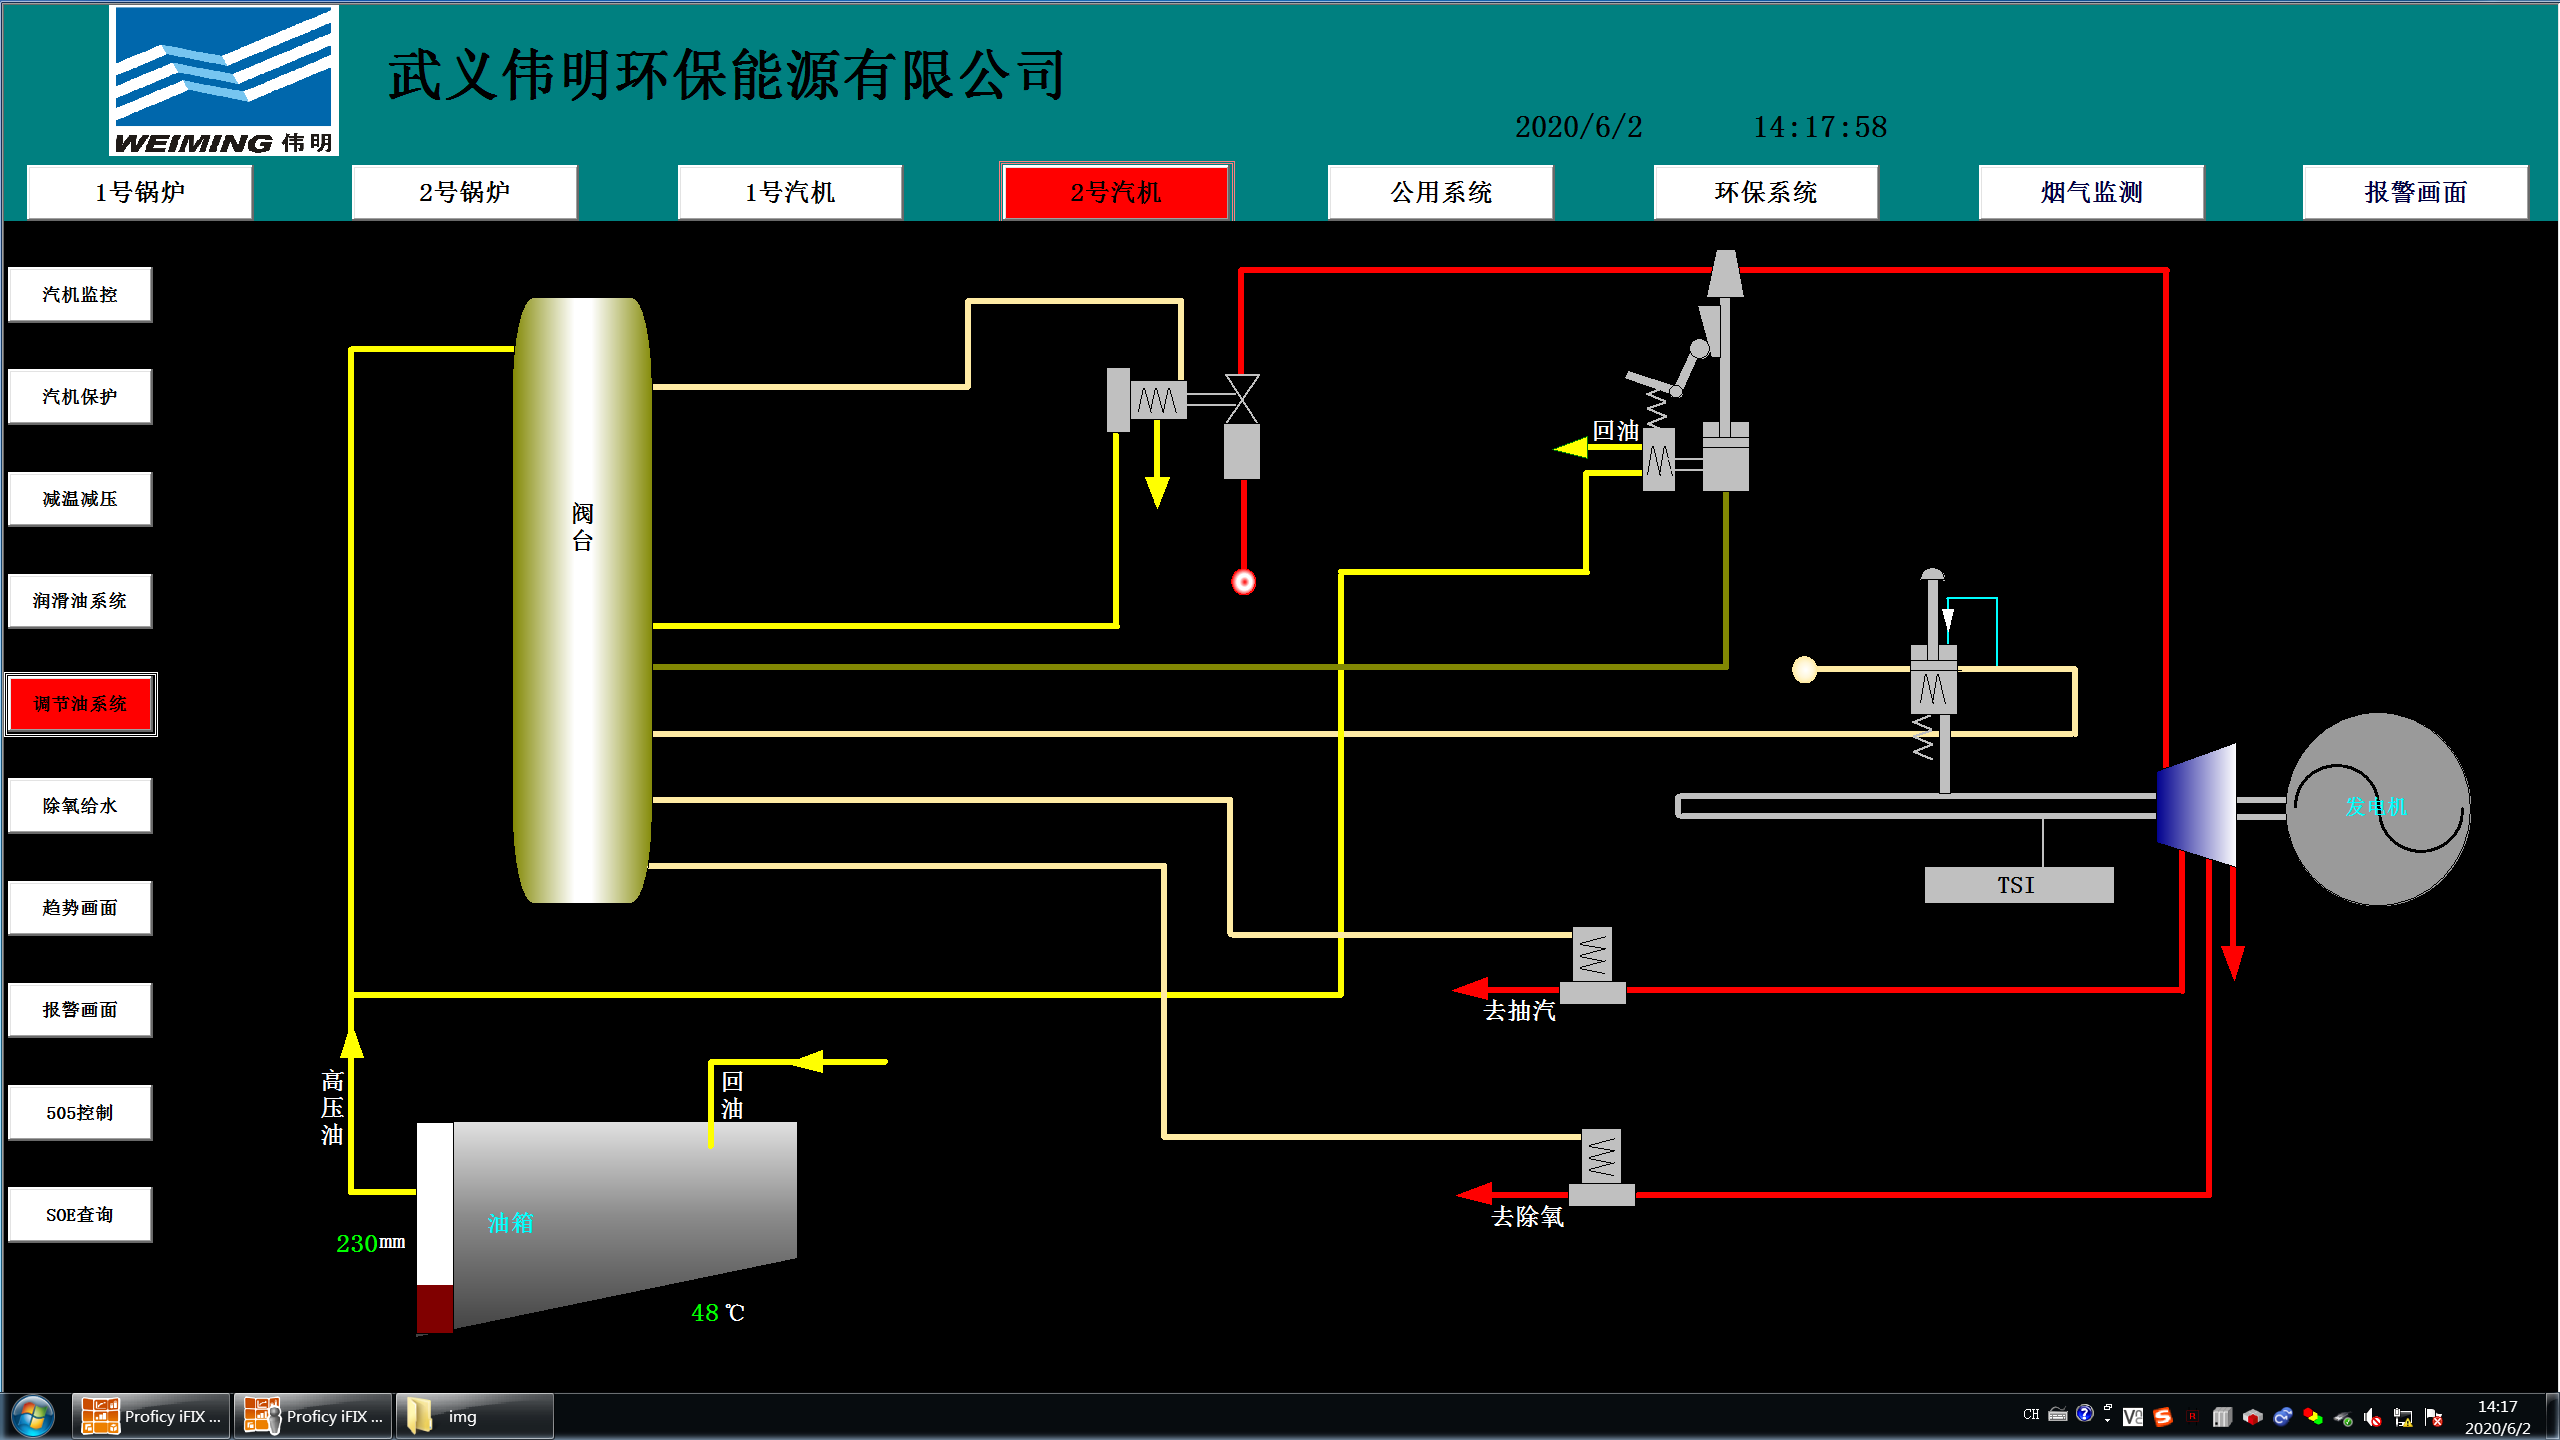 武义伟明环保能源有限公司
WEIMING 伟明
2020/6/2 14:17:58
1号锅炉 2号锅炉 1号汽机 2号汽机 公用系统 环保系统 烟气监测 报警画面
汽机监控
汽机保护
减温减压
润滑油系统
调节油系统
除氧给水
趋势画面
报警画面
505控制
SOE查询
阀台
回油
发电机
TSI
去抽汽
高压油
回油
油箱
230mm
48 ℃
去除氧
Proficy iFIX ... Proficy iFIX ... img
CH
14:17
2020/6/2